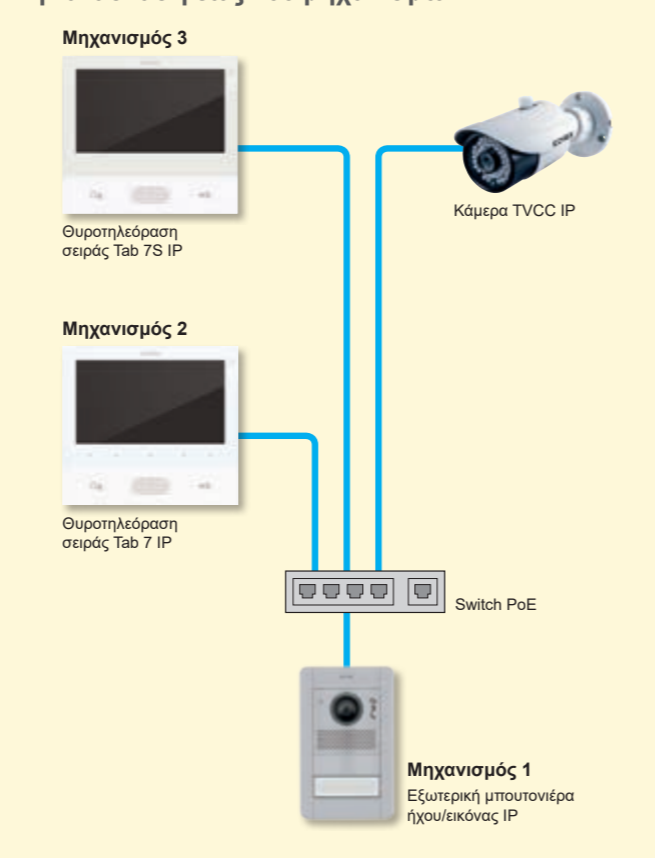 Μηχανισμός 3
Θυροτηλεόραση
σειράς Tab 7S IP
Κάμερα TVCC IP
Μηχανισμός 2
Θυροτηλεόραση
σειράς Tab 7 IP
Switch PoE
Μηχανισμός 1
Εξωτερική μπουτονιέρα
ήχου/εικόνας IP